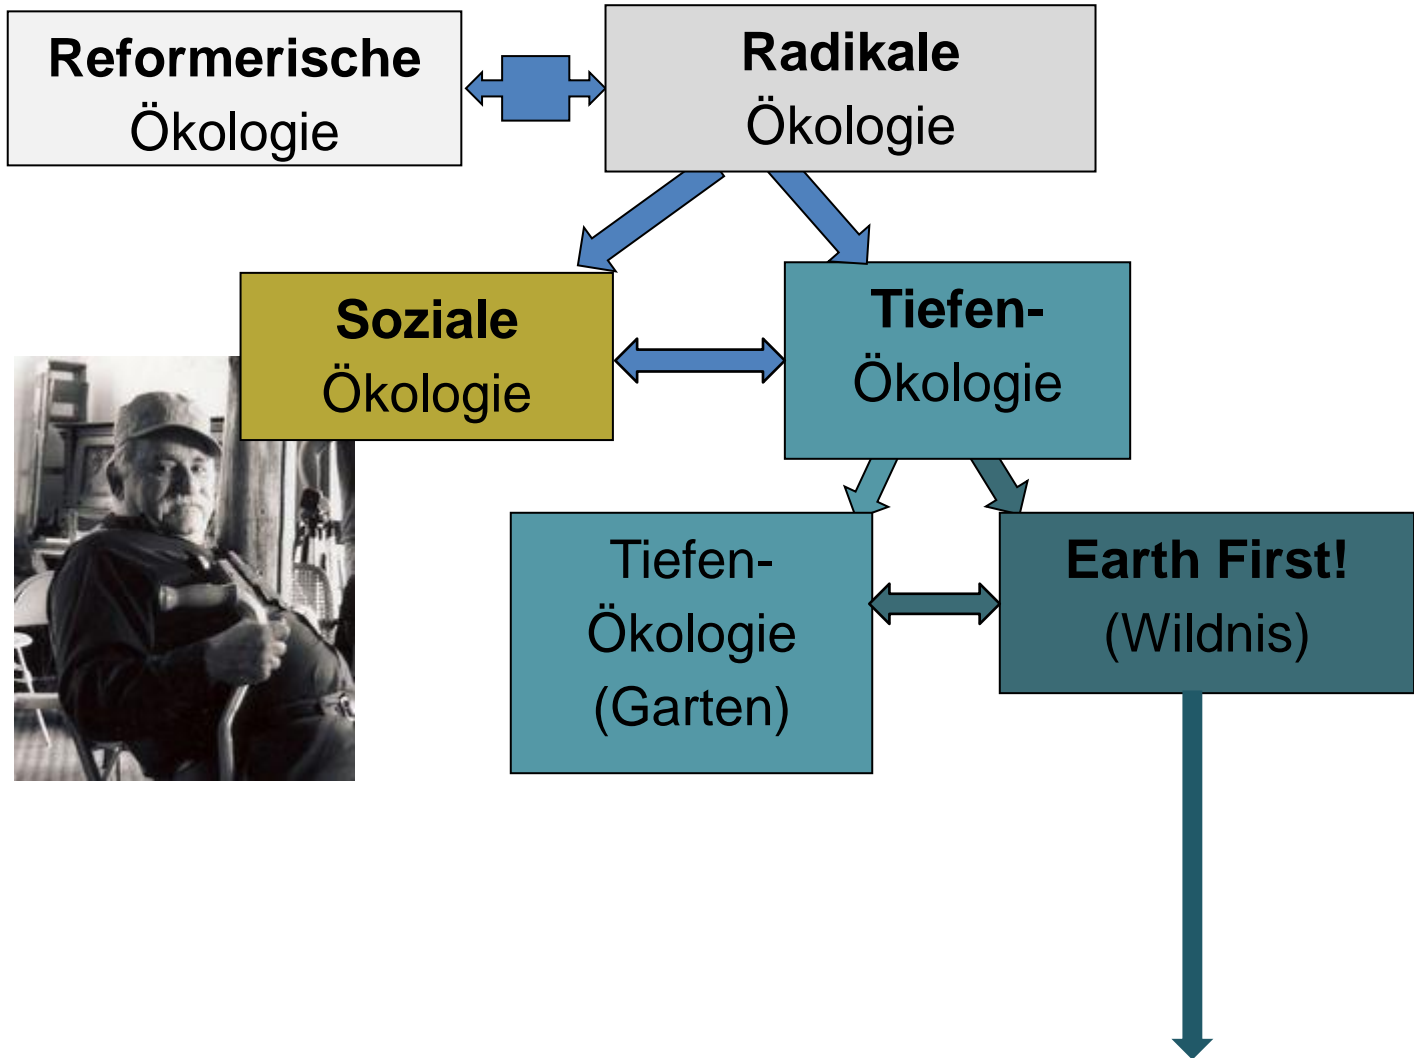 Reformerische
Ökologie
Radikale
Ökologie
Soziale
Ökologie
Tiefen-
Ökologie
Tiefen-
Ökologie
(Garten)
Earth First!
(Wildnis)